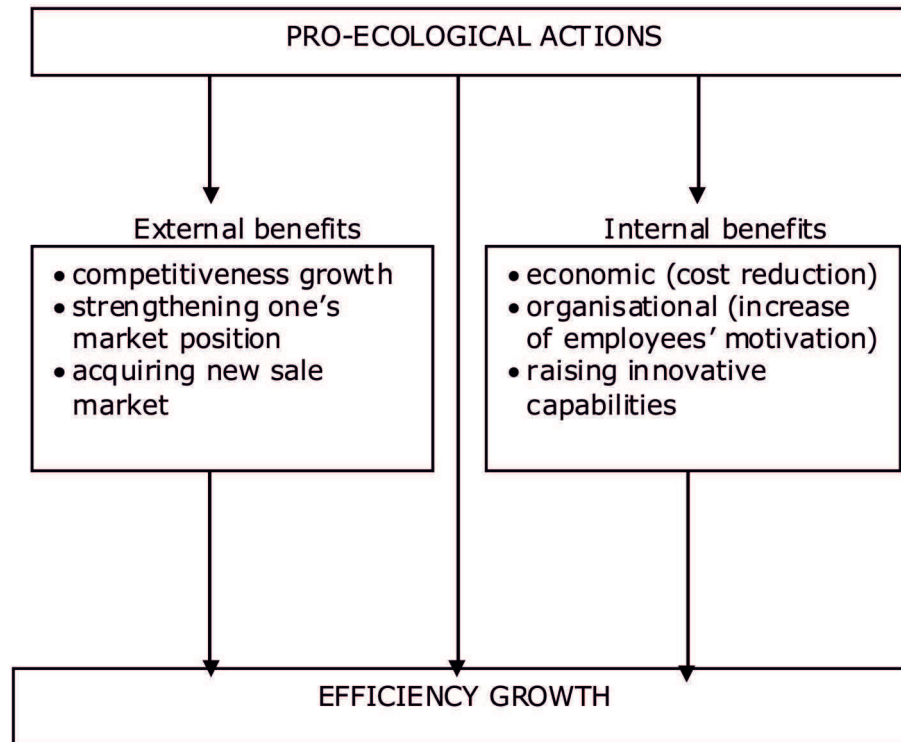 PRO-ECOLOGICAL ACTIONS
External benefits
• competitiveness growth
• strengthening one’s
market position
• acquiring new sale
market
Internal benefits
• economic (cost reduction)
• organisational (increase
of employees’ motivation)
• raising innovative
capabilities
EFFICIENCY GROWTH